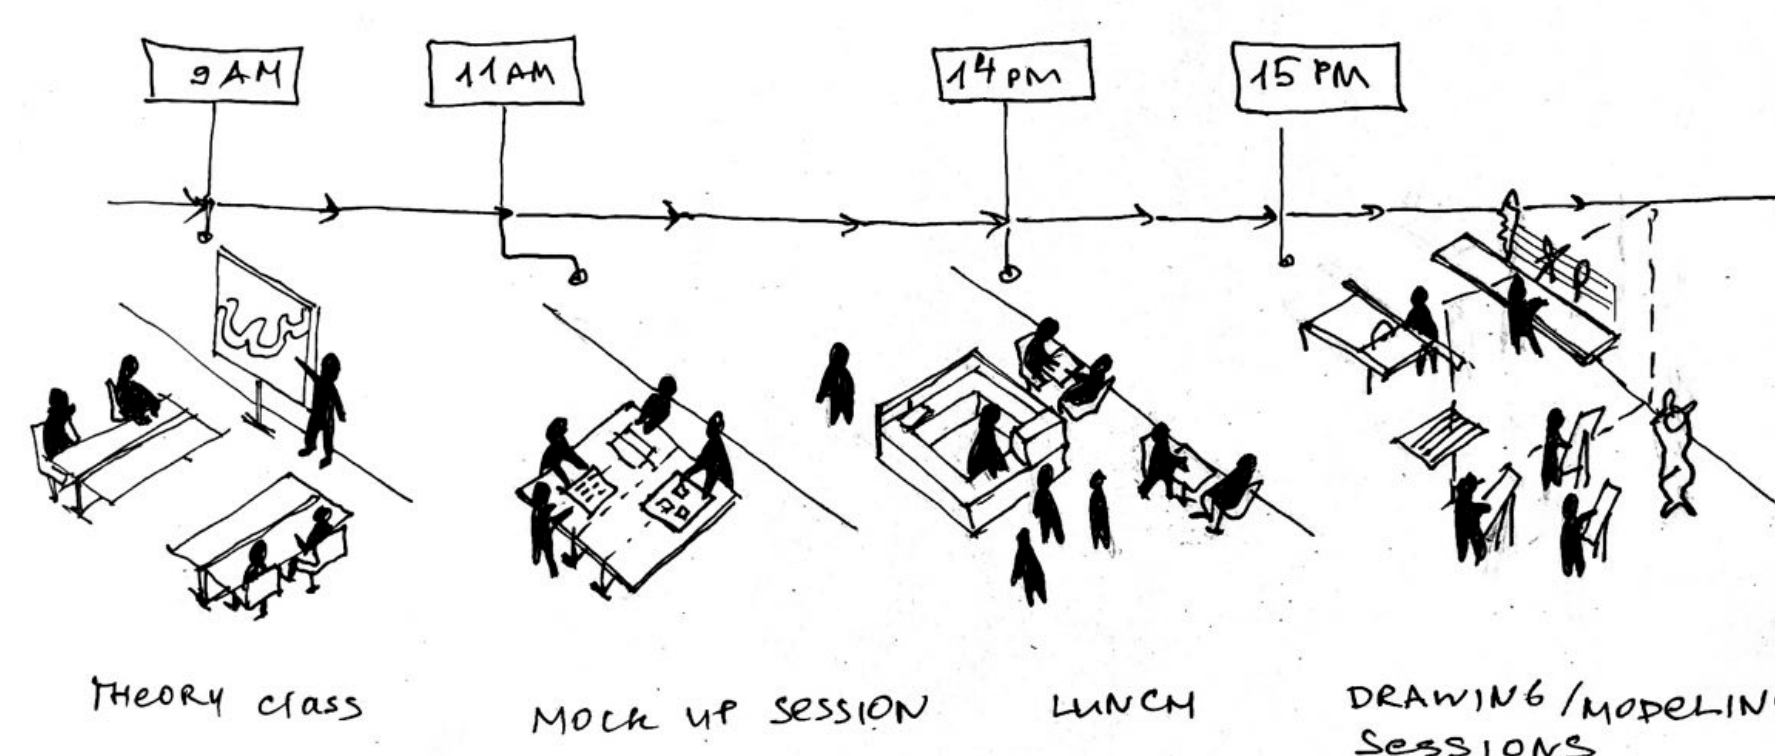 9 AM
11 AM
14 PM
15 PM
THEORY class
MOCK UP SESSION
LUNCH
DRAWING/MODELIN
SESSIONS